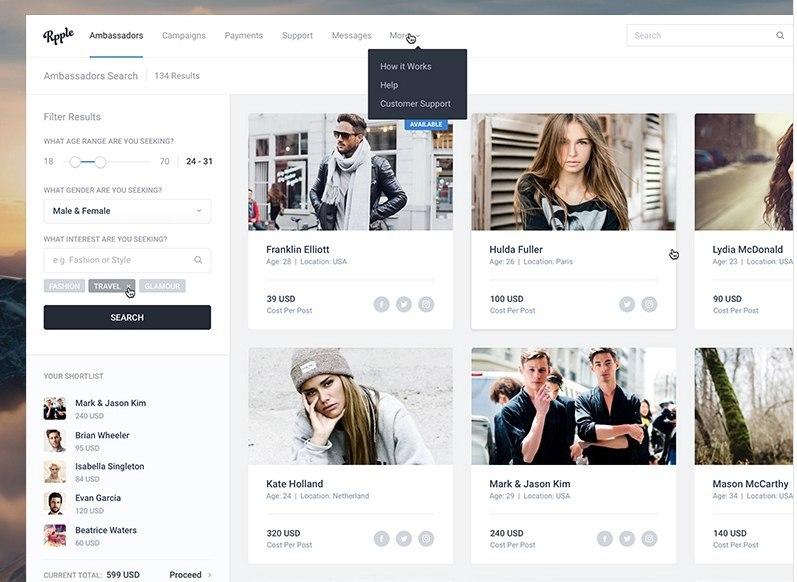 Rpple
Ambassadors Campaigns Payments Support Messages More Search
How it Works
Help
Customer Support
Ambassadors Search 134 Results
Filter Results
WHAT AGE RANGE ARE YOU SEEKING?
18 70 24 - 31
WHAT GENDER ARE YOU SEEKING?
Male & Female
WHAT INTEREST ARE YOU SEEKING?
e.g. Fashion or Style
FASHION TRAVEL GLAMOUR
SEARCH
YOUR SHORTLIST
Mark & Jason Kim
240 USD
Brian Wheeler
95 USD
Isabella Singleton
84 USD
Evan Garcia
120 USD
Beatrice Waters
60 USD
CURRENT TOTAL: 599 USD Proceed
AVAILABLE
Franklin Elliott
Age: 28 | Location: USA
39 USD
Cost Per Post
Hulda Fuller
Age: 26 | Location: Paris
100 USD
Cost Per Post
Lydia McDonald
Age: 23 | Location: USA
90 USD
Cost Per Post
Kate Holland
Age: 24 | Location: Netherland
320 USD
Cost Per Post
Mark & Jason Kim
Age: 29 | Location: USA
240 USD
Cost Per Post
Mason McCarthy
Age: 34 | Location: USA
140 USD
Cost Per Post